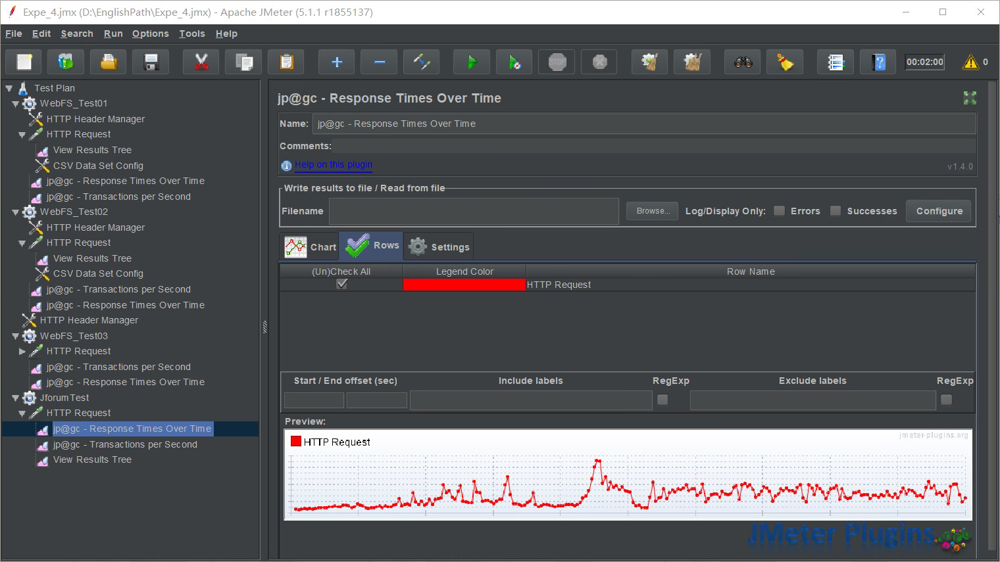 Expe_4.jmx (D:\EnglishPath\Expe_4.jmx) - Apache JMeter (5.1.1 r1855137)
File Edit Search Run Options Tools Help
STOP
00:02:00
0
Test Plan
WebFS_Test01
HTTP Header Manager
HTTP Request
View Results Tree
CSV Data Set Config
jp@gc - Response Times Over Time
jp@gc - Transactions per Second
WebFS_Test02
HTTP Header Manager
HTTP Request
View Results Tree
CSV Data Set Config
jp@gc - Transactions per Second
jp@gc - Response Times Over Time
HTTP Header Manager
WebFS_Test03
HTTP Request
jp@gc - Transactions per Second
jp@gc - Response Times Over Time
JforumTest
HTTP Request
jp@gc - Response Times Over Time
jp@gc - Transactions per Second
View Results Tree
jp@gc - Response Times Over Time
Name: jp@gc - Response Times Over Time
Comments:
Help on this plugin
v1.4.0
Write results to file / Read from file
Filename Browse... Log/Display Only: Errors Successes Configure
Chart Rows Settings
(Un)Check All Legend Color Row Name
HTTP Request
Start / End offset (sec) Include labels RegExp Exclude labels RegExp
Preview:
HTTP Request
jmeter-plugins.org
JMeter Plugins